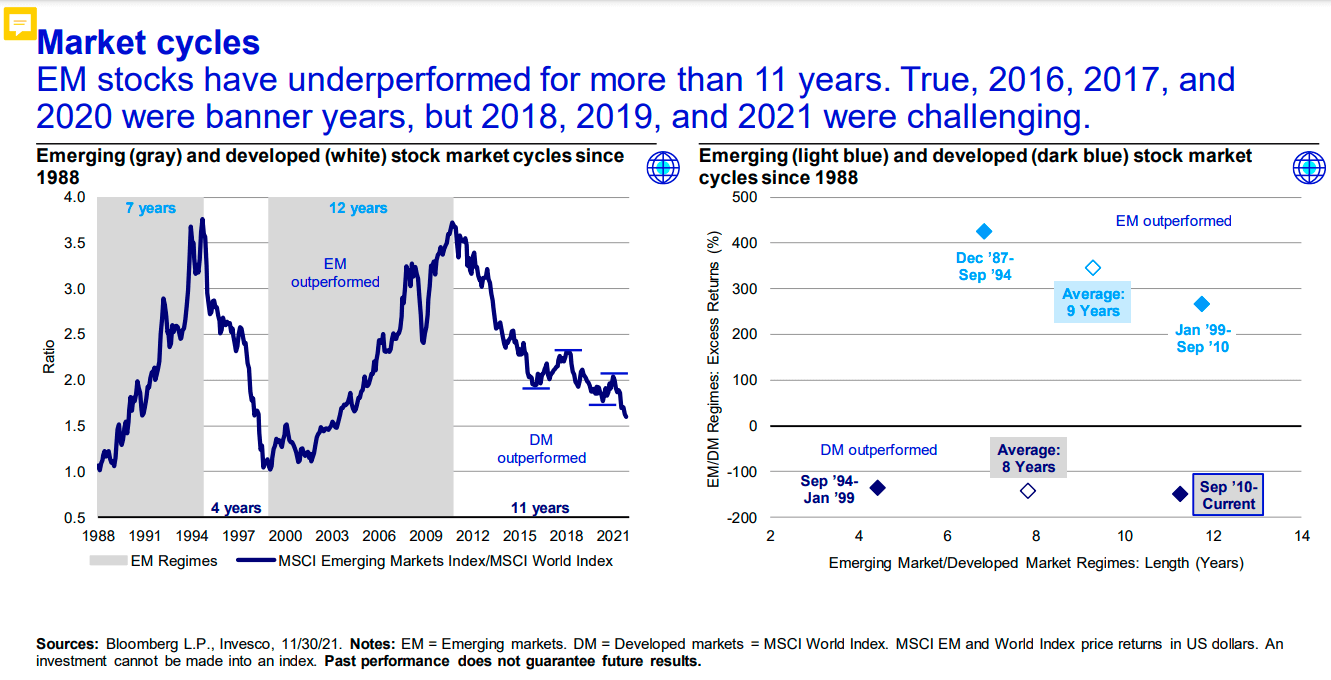 Market cycles
EM stocks have underperformed for more than 11 years. True, 2016, 2017, and
2020 were banner years, but 2018, 2019, and 2021 were challenging.
Emerging (gray) and developed (white) stock market cycles since
1988
4.0
3.5
3.0
2.5
2.0
1.5
1.0
0.5
Ratio
7 years
12 years
EM
outperformed
DM
outperformed
4 years
11 years
1988 1991 1994 1997 2000 2003 2006 2009 2012 2015 2018 2021
EM Regimes
MSCI Emerging Markets Index/MSCI World Index
Emerging (light blue) and developed (dark blue) stock market
cycles since 1988
500
400
300
200
100
0
-100
-200
EM/DM Regimes: Excess Returns (%)
EM outperformed
Dec ’87-
Sep ’94
Average:
9 Years
Jan ’99-
Sep ’10
DM outperformed
Average:
8 Years
Sep ’94-
Jan ’99
Sep ’10-
Current
2 4 6 8 10 12 14
Emerging Market/Developed Market Regimes: Length (Years)
Sources: Bloomberg L.P., Invesco, 11/30/21. Notes: EM = Emerging markets. DM = Developed markets = MSCI World Index. MSCI EM and World Index price returns in US dollars. An
investment cannot be made into an index. Past performance does not guarantee future results.